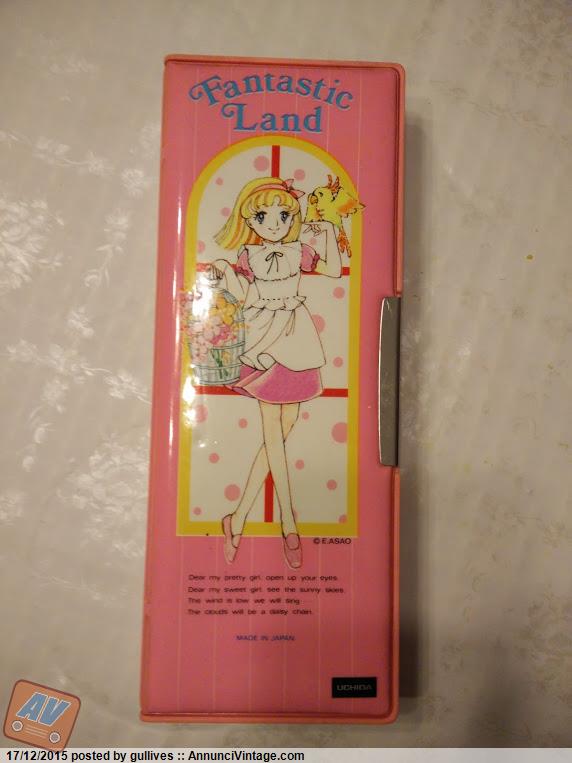 Fantastic
Land
© E.ASAO
Dear my pretty girl. open up your eyes.
Dear my sweet girl. see the sunny skies.
The wind is low we will sing.
The clouds will be a daisy chain.
MADE IN JAPAN
UCHIDA
AV
17/12/2015 posted by gullives :: AnnunciVintage.com